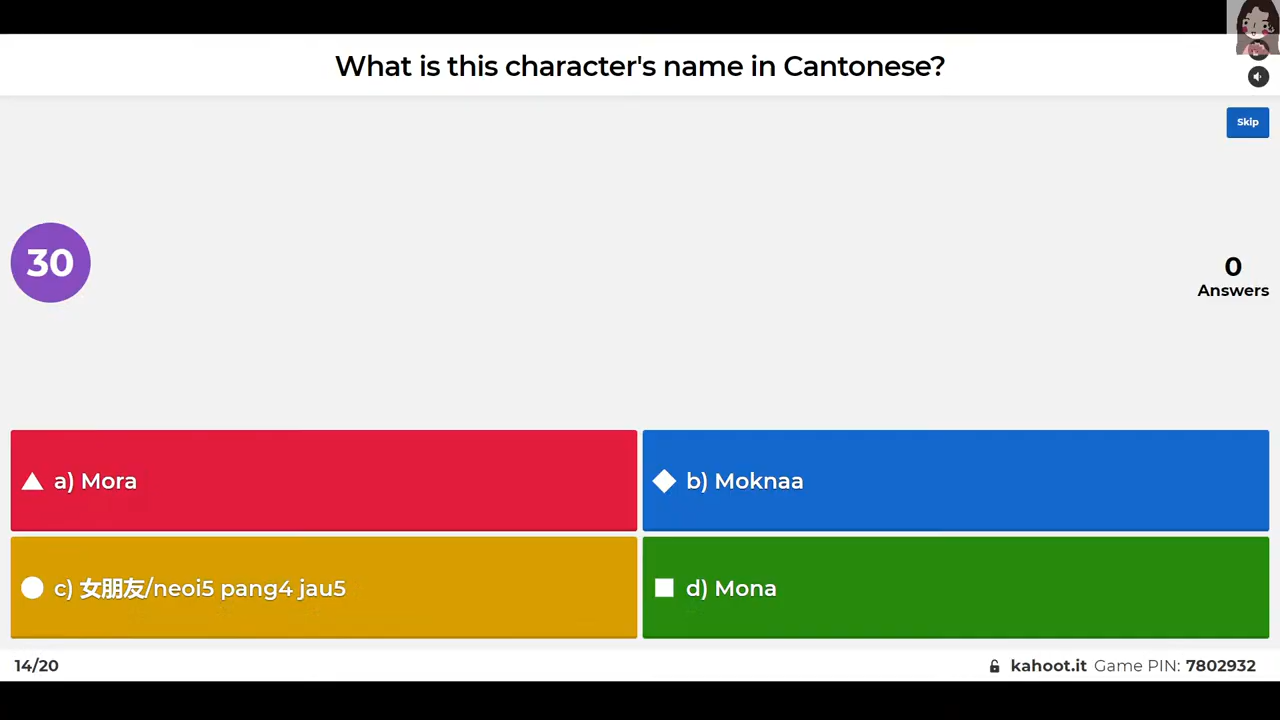 What is this character's name in Cantonese?
Skip
30
0
Answers
a) Mora
b) Moknaa
c) 女朋友/neoi5 pang4 jau5
d) Mona
14/20
kahoot.it Game PIN: 7802932